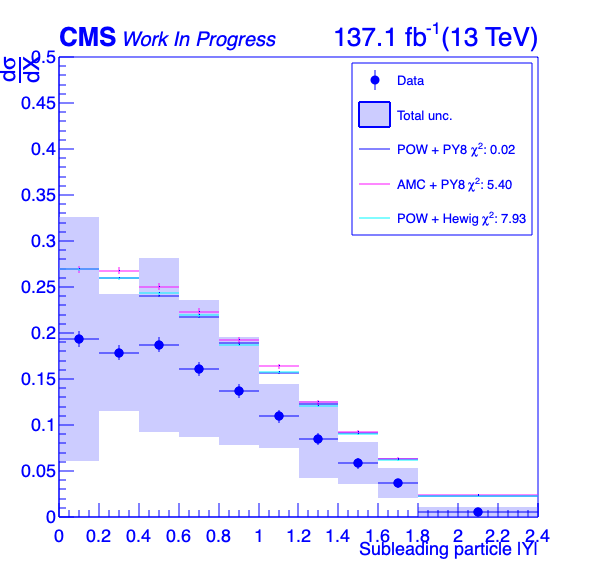 CMS Work In Progress 137.1 fb⁻¹(13 TeV)
dσ
dX
0.5
0.45
0.4
0.35
0.3
0.25
0.2
0.15
0.1
0.05
0
Data
Total unc.
POW + PY8 χ²: 0.02
AMC + PY8 χ²: 5.40
POW + Hewig χ²: 7.93
0 0.2 0.4 0.6 0.8 1 1.2 1.4 1.6 1.8 2 2.2 2.4
Subleading particle |Y|